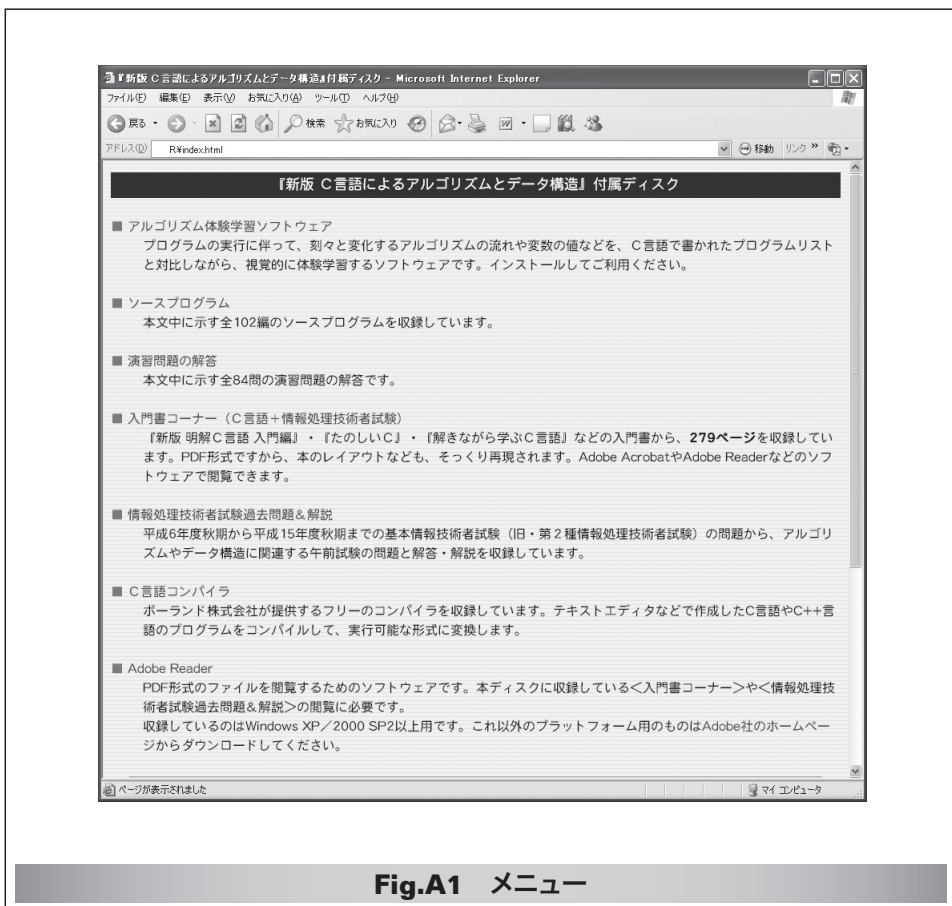 『新版 C言語によるアルゴリズムとデータ構造』付属ディスク - Microsoft Internet Explorer
ファイル(F) 編集(E) 表示(V) お気に入り(A) ツール(T) ヘルプ(H)
戻る 検索 お気に入り
アドレス(D) R¥index.html 移動 リンク »
『新版 C言語によるアルゴリズムとデータ構造』付属ディスク
■ アルゴリズム体験学習ソフトウェア
プログラムの実行に伴って、刻々と変化するアルゴリズムの流れや変数の値などを、C言語で書かれたプログラムリスト
と対比しながら、視覚的に体験学習するソフトウェアです。インストールしてご利用ください。
■ ソースプログラム
本文中に示す全102編のソースプログラムを収録しています。
■ 演習問題の解答
本文中に示す全84問の演習問題の解答です。
■ 入門書コーナー（C言語＋情報処理技術者試験）
『新版 明解C言語 入門編』・『たのしいC』・『解きながら学ぶC言語』などの入門書から、279ページを収録してい
ます。PDF形式ですから、本のレイアウトなども、そっくり再現されます。Adobe AcrobatやAdobe Readerなどのソフ
トウェアで閲覧できます。
■ 情報処理技術者試験過去問題＆解説
平成6年度秋期から平成15年度秋期までの基本情報技術者試験（旧・第２種情報処理技術者試験）の問題から、アルゴリ
ズムやデータ構造に関連する午前試験の問題と解答・解説を収録しています。
■ C言語コンパイラ
ボーランド株式会社が提供するフリーのコンパイラを収録しています。テキストエディタなどで作成したC言語やC++言
語のプログラムをコンパイルして、実行可能な形式に変換します。
■ Adobe Reader
PDF形式のファイルを閲覧するためのソフトウェアです。本ディスクに収録している＜入門書コーナー＞や＜情報処理技
術者試験過去問題＆解説＞の閲覧に必要です。
収録しているのはWindows XP／2000 SP2以上用です。これ以外のプラットフォーム用のものはAdobe社のホームペー
ジからダウンロードしてください。
ページが表示されました マイ コンピュータ
Fig.A1 メニュー